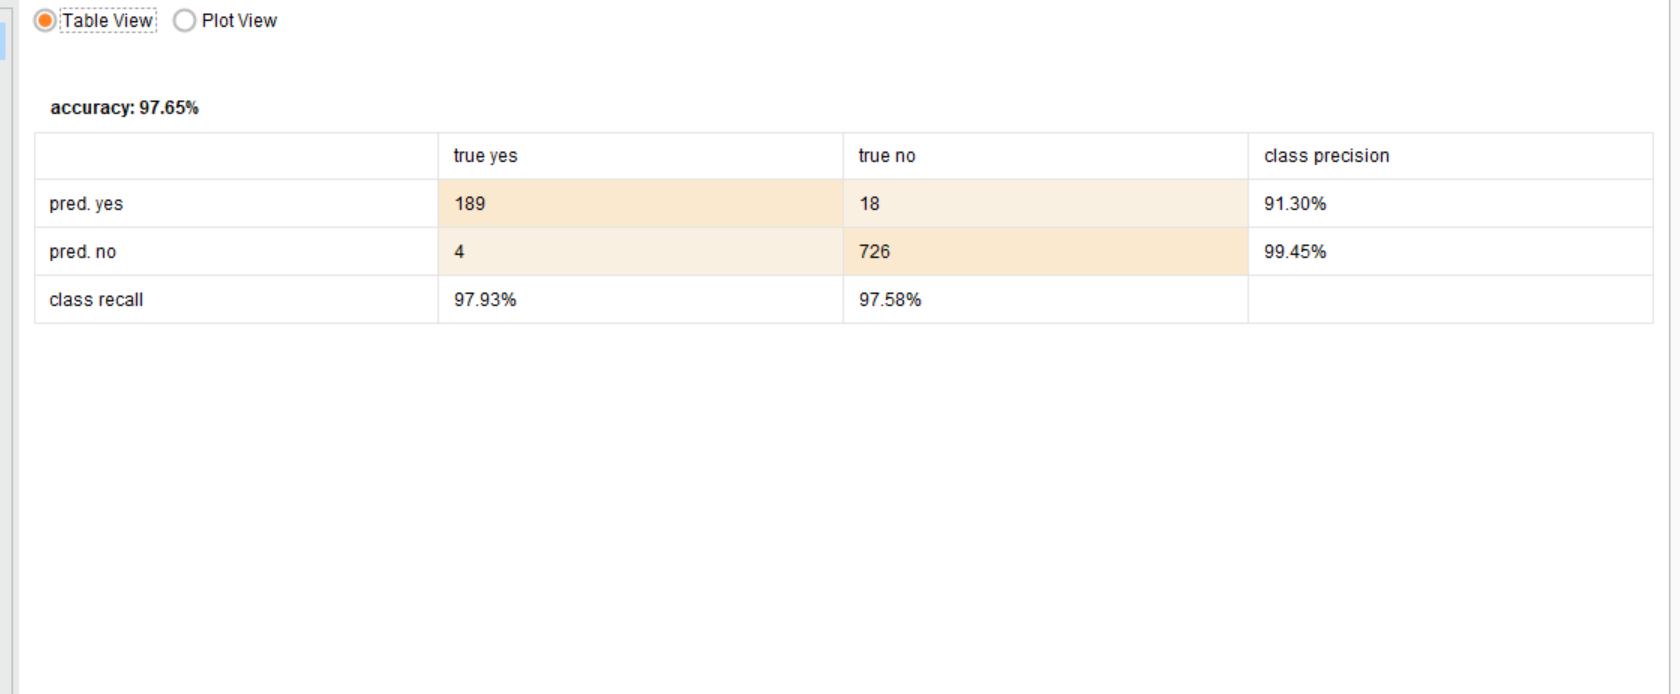 Table View Plot View
accuracy: 97.65%
true yes true no class precision
pred. yes 189 18 91.30%
pred. no 4 726 99.45%
class recall 97.93% 97.58%